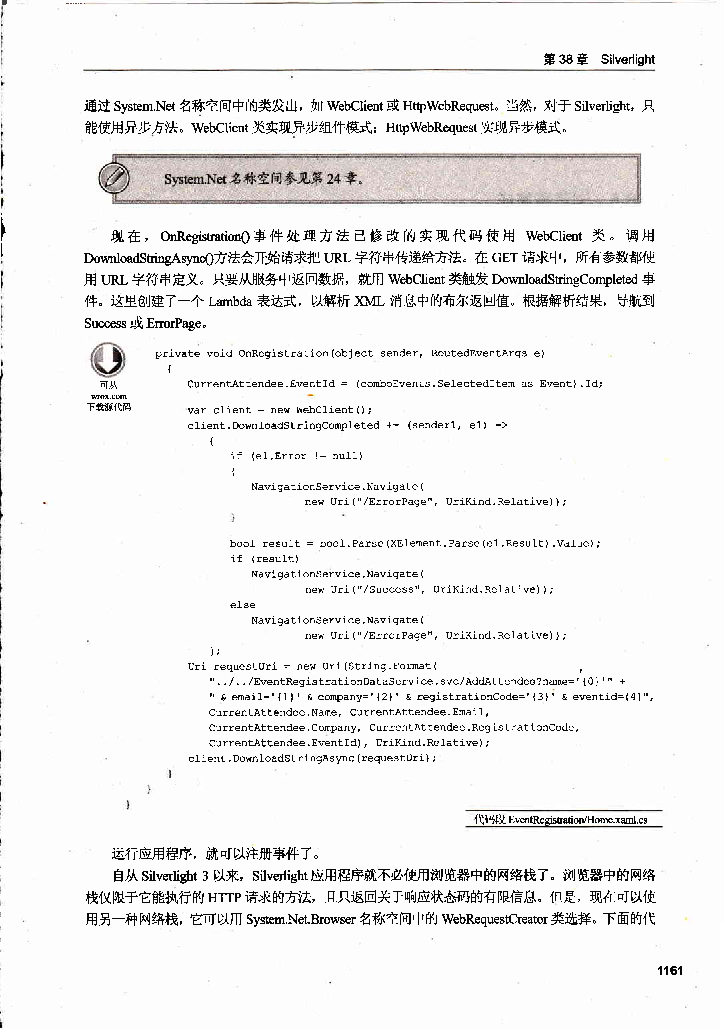 第 38 章 Silverlight
通过 System.Net 名称空间中的类发出，如 WebClient 或 HttpWebRequest。当然，对于 Silverlight，只
能使用异步方法。WebClient 类实现异步组件模式；HttpWebRequest 实现异步模式。
System.Net 名称空间参见第 24 章。
现在，OnRegistration()事件处理方法已修改的实现代码使用 WebClient 类。调用
DownloadStringAsync()方法会开始请求把 URL 字符串传递给方法。在 GET 请求中，所有参数都使
用 URL 字符串定义。只要从服务中返回数据，就用 WebClient 类触发 DownloadStringCompleted 事
件。这里创建了一个 Lambda 表达式，以解析 XML 消息中的布尔返回值。根据解析结果，导航到
Success 或 ErrorPage。
可从
wrox.com
下载源代码
private void OnRegistration(object sender, RoutedEventArgs e)
{
CurrentAttendee.EventId = (comboEvents.SelectedItem as Event).Id;
var client = new WebClient();
client.DownloadStringCompleted += (sender1, e1) =>
{
if (e1.Error != null)
{
NavigationService.Navigate(
new Uri("/ErrorPage", UriKind.Relative));
}
bool result = bool.Parse(XElement.Parse(e1.Result).Value);
if (result)
NavigationService.Navigate(
new Uri("/Success", UriKind.Relative));
else
NavigationService.Navigate(
new Uri("/ErrorPage", UriKind.Relative));
};
Uri requestUri = new Uri(String.Format(
"../../EventRegistrationDataService.svc/AddAttendee?name='{0}'" +
"&email='{1}'&company='{2}'&registrationCode='{3}'&eventid={4}",
CurrentAttendee.Name, CurrentAttendee.Email,
CurrentAttendee.Company, CurrentAttendee.RegistrationCode,
CurrentAttendee.EventId), UriKind.Relative);
client.DownloadStringAsync(requestUri);
}
}
}
代码段 EventRegistration/Home.xaml.cs
运行应用程序，就可以注册事件了。
自从 Silverlight 3 以来，Silverlight 应用程序就不必使用浏览器中的网络栈了。浏览器中的网络
栈仅限于它能执行的 HTTP 请求的方法，且只返回关于响应状态码的有限信息。但是，现在可以使
用另一种网络栈，它可以用 System.Net.Browser 名称空间中的 WebRequestCreator 类选择。下面的代
1161